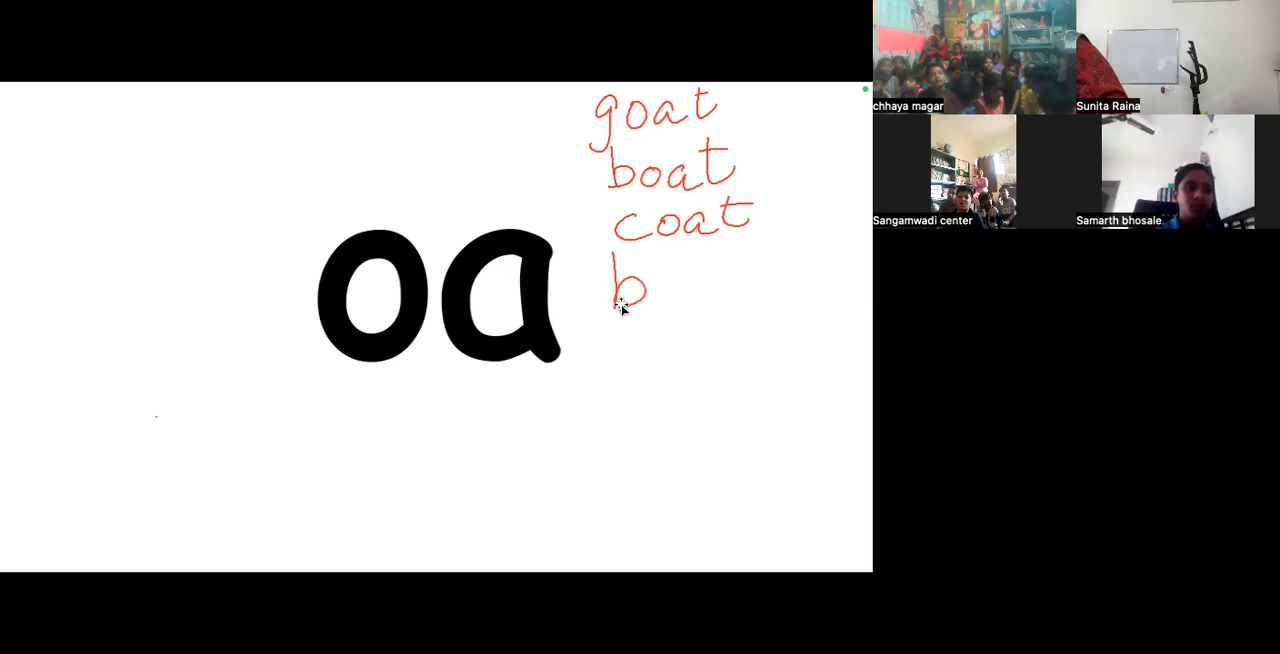 goat
boat
coat
b
oa
chhaya magar
Sunita Raina
Sangamwadi center
Samarth bhosale